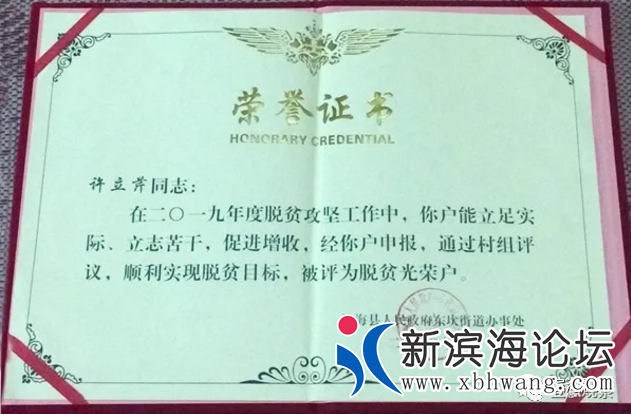 荣誉证书
HONORARY CREDENTIAL
许立芹同志：
在二〇一九年度脱贫攻坚工作中，你户能立足实
际、立志苦干，促进增收，经你户申报，通过村组评
议，顺利实现脱贫目标，被评为脱贫光荣户。
海县人民政府东坎街道办事处
新滨海论坛
www.xbhwang.com